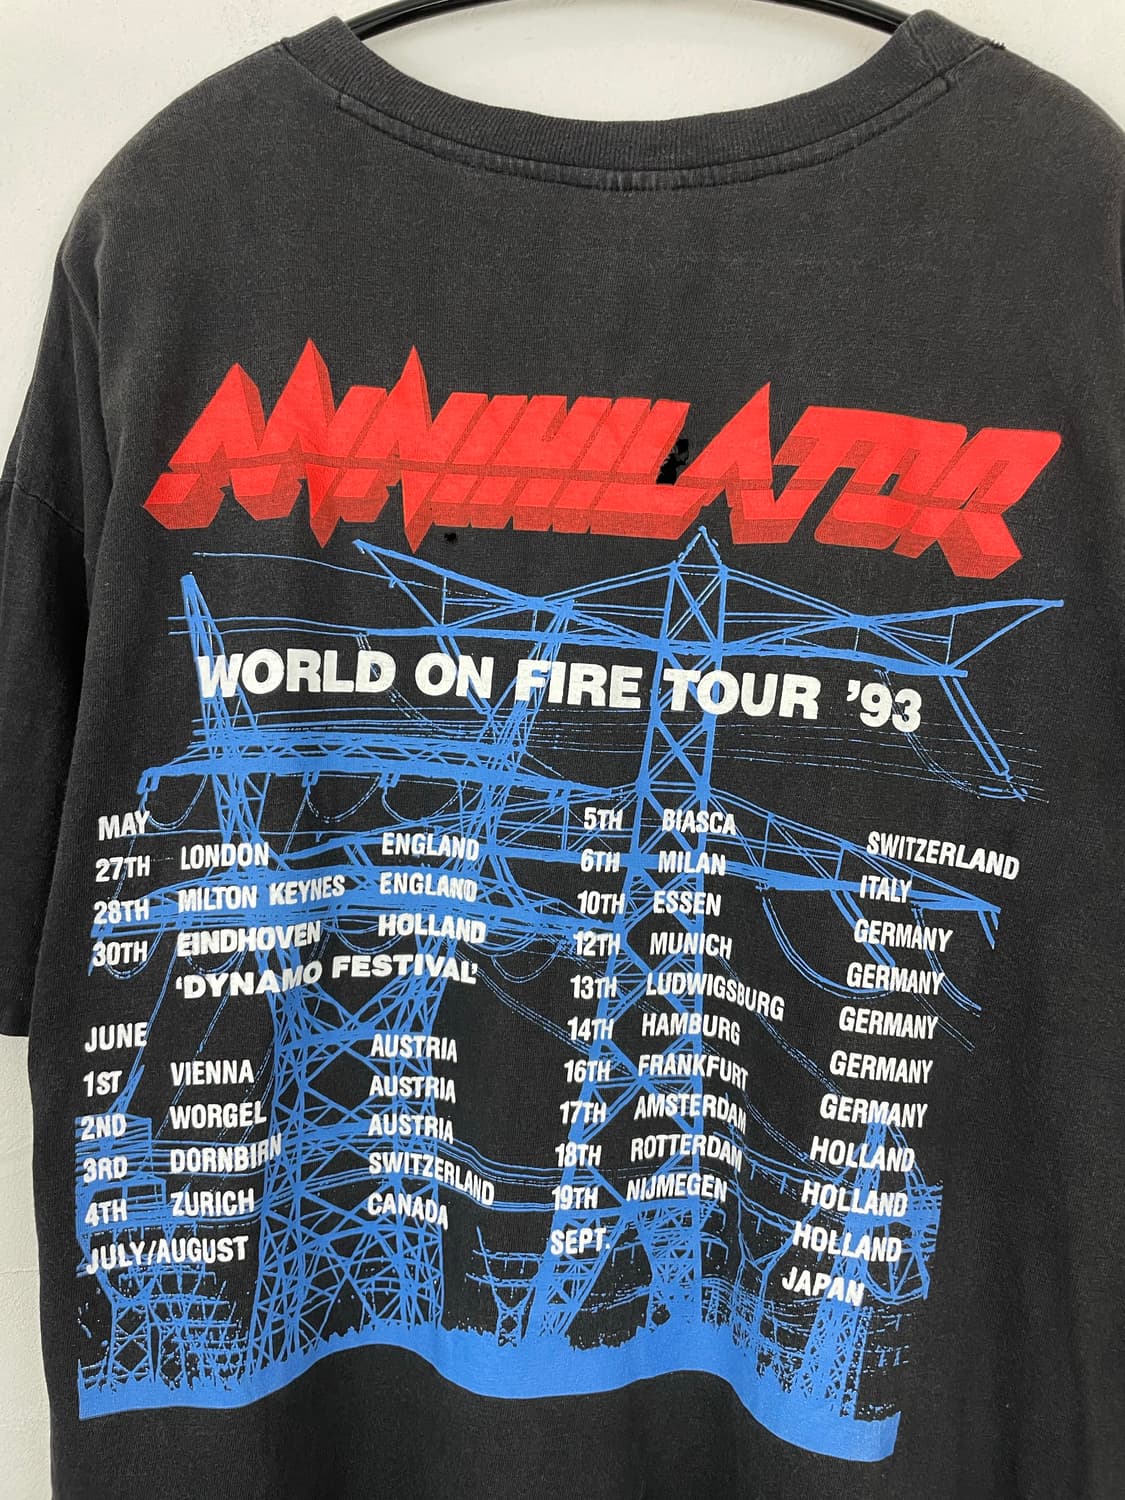 ANNIHILATOR
WORLD ON FIRE TOUR '93
MAY
27TH LONDON ENGLAND
28TH MILTON KEYNES ENGLAND
30TH EINDHOVEN HOLLAND
'DYNAMO FESTIVAL'
JUNE
1ST VIENNA AUSTRIA
2ND WORGEL AUSTRIA
3RD DORNBIRN AUSTRIA
4TH ZURICH SWITZERLAND
JULY/AUGUST CANADA
5TH BIASCA SWITZERLAND
6TH MILAN ITALY
10TH ESSEN GERMANY
12TH MUNICH GERMANY
13TH LUDWIGSBURG GERMANY
14TH HAMBURG GERMANY
16TH FRANKFURT GERMANY
17TH AMSTERDAM HOLLAND
18TH ROTTERDAM HOLLAND
19TH NIJMEGEN HOLLAND
SEPT. JAPAN